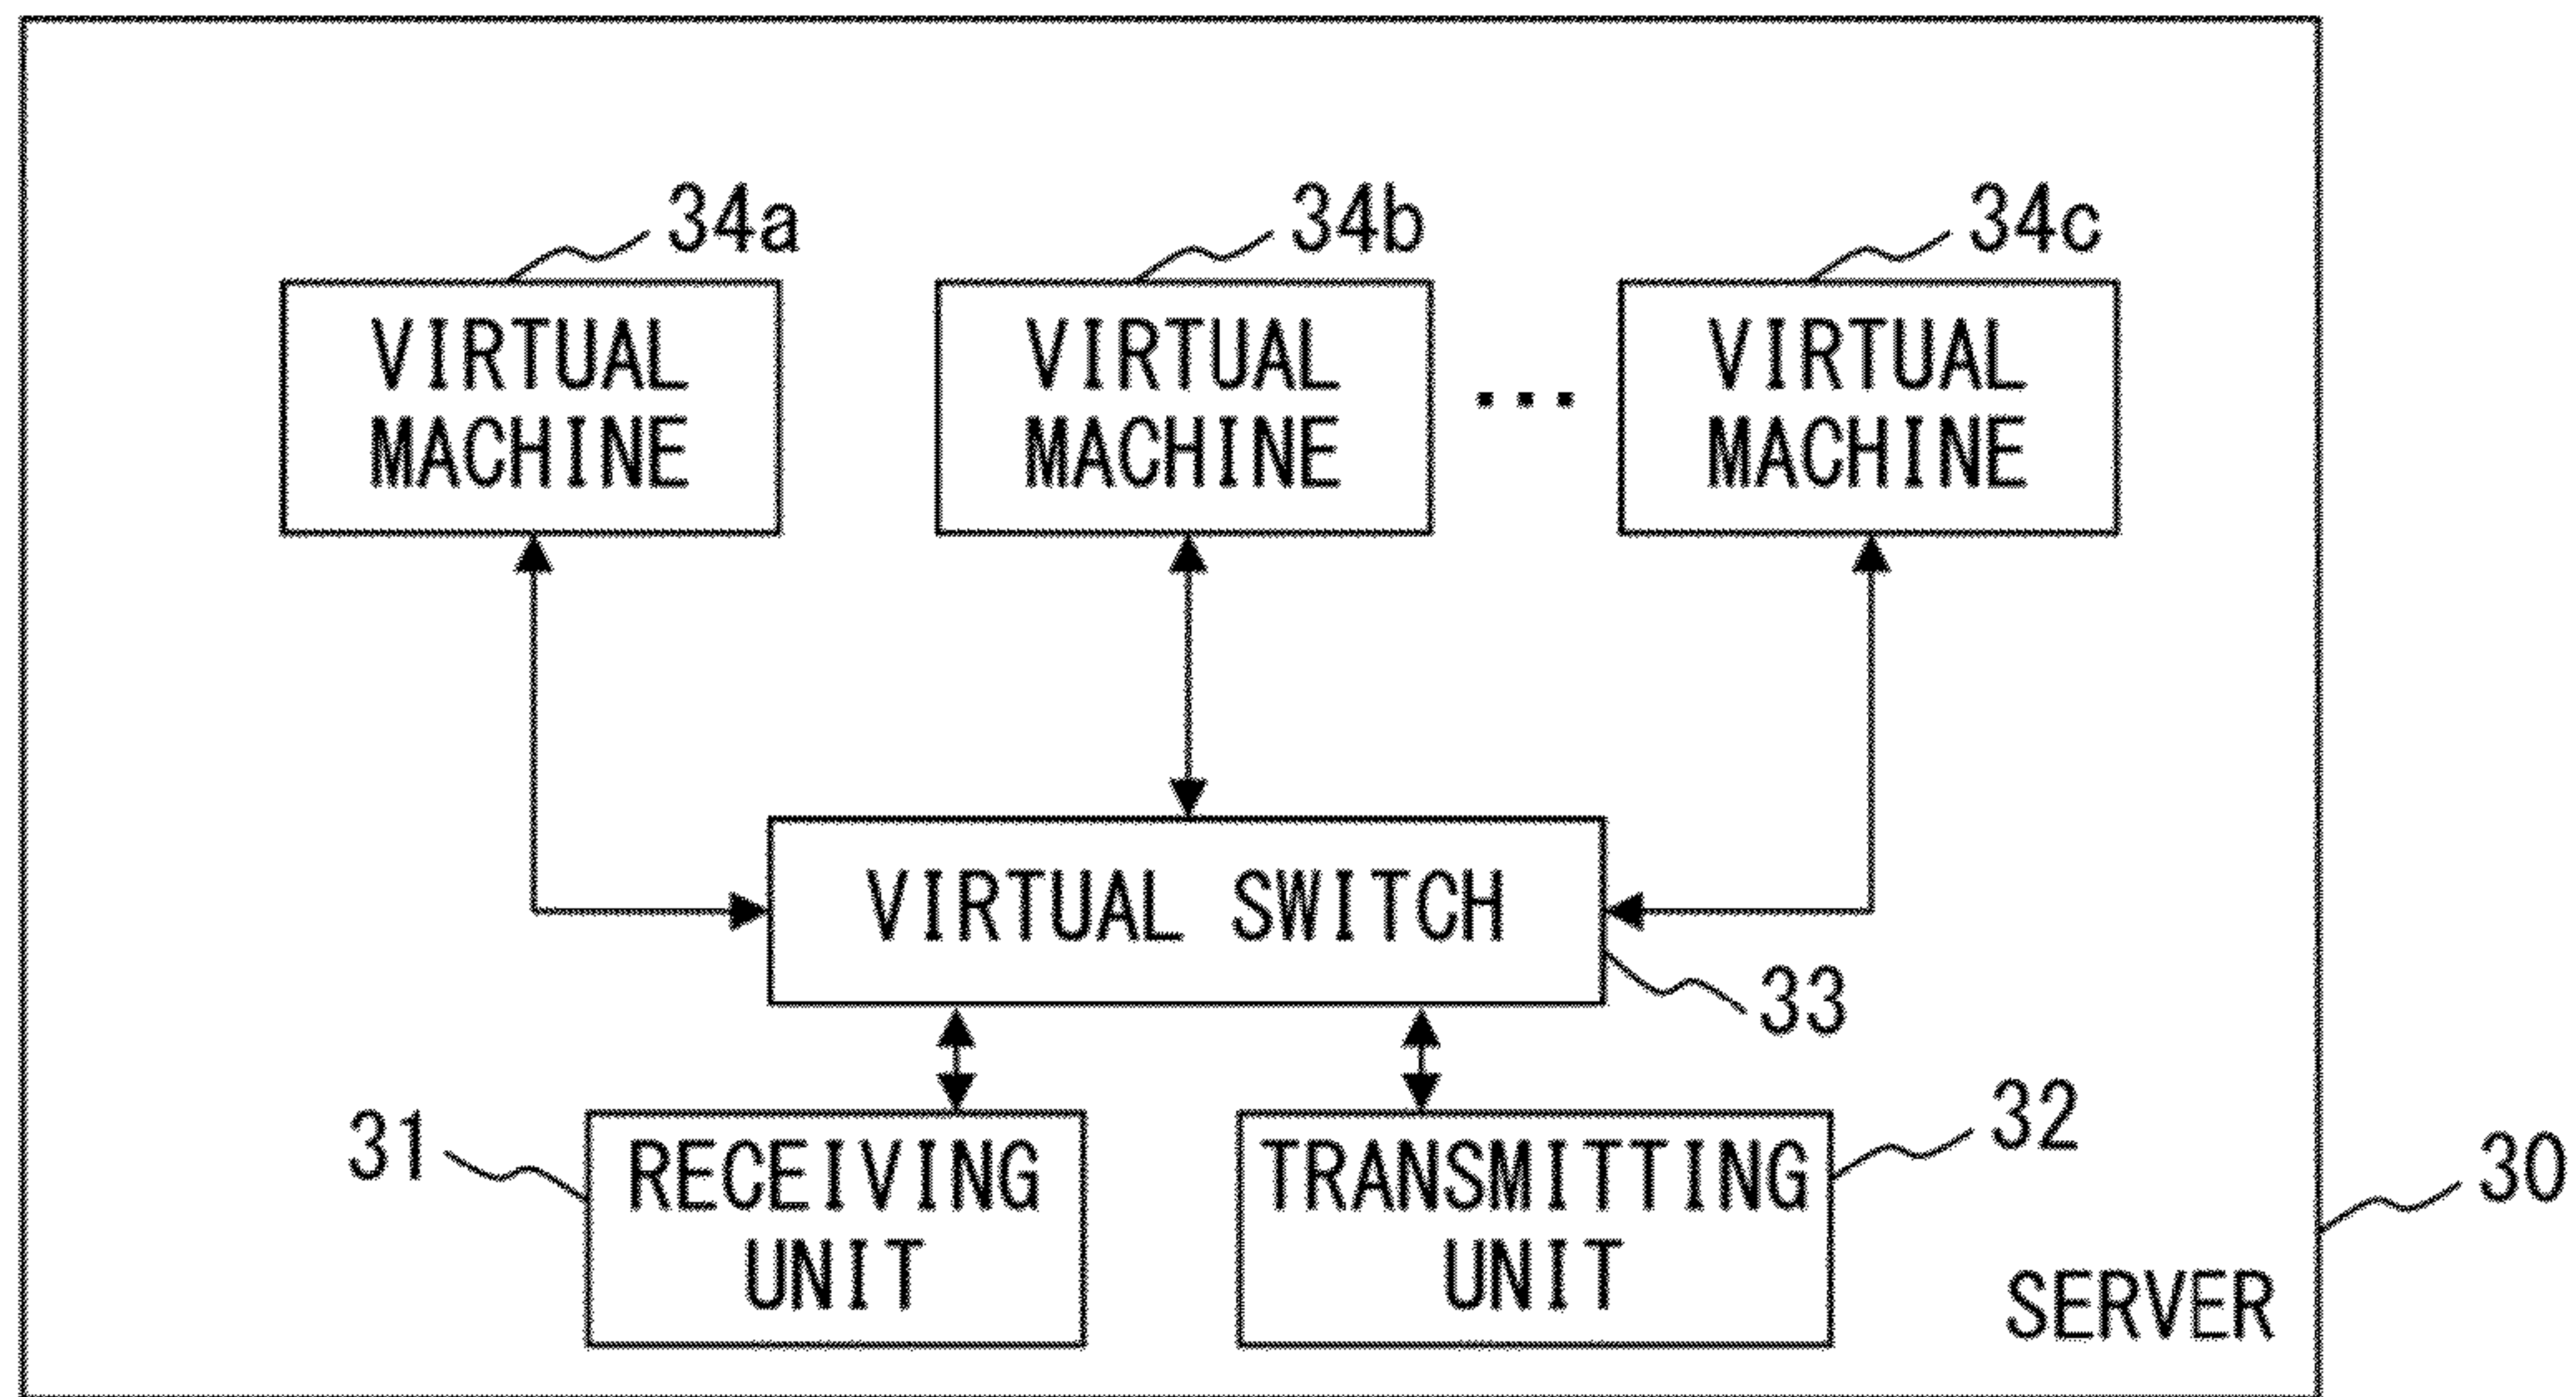 34a
34b
34c
VIRTUAL
MACHINE
VIRTUAL
MACHINE
...
VIRTUAL
MACHINE
VIRTUAL SWITCH
33
31
RECEIVING
UNIT
TRANSMITTING
UNIT
32
30
SERVER